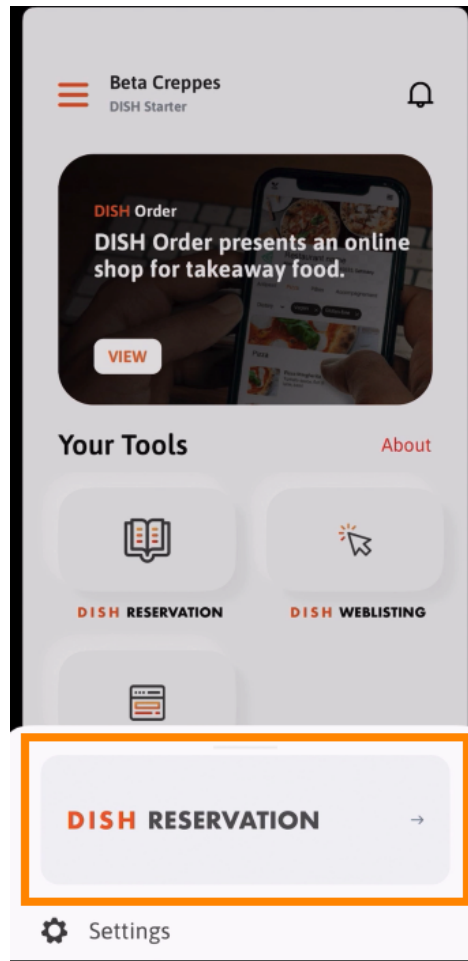 Beta Creppes
DISH Starter
DISH Order
DISH Order presents an online
shop for takeaway food.
VIEW
Your Tools
About
DISH RESERVATION
DISH WEBLISTING
DISH RESERVATION →
Settings